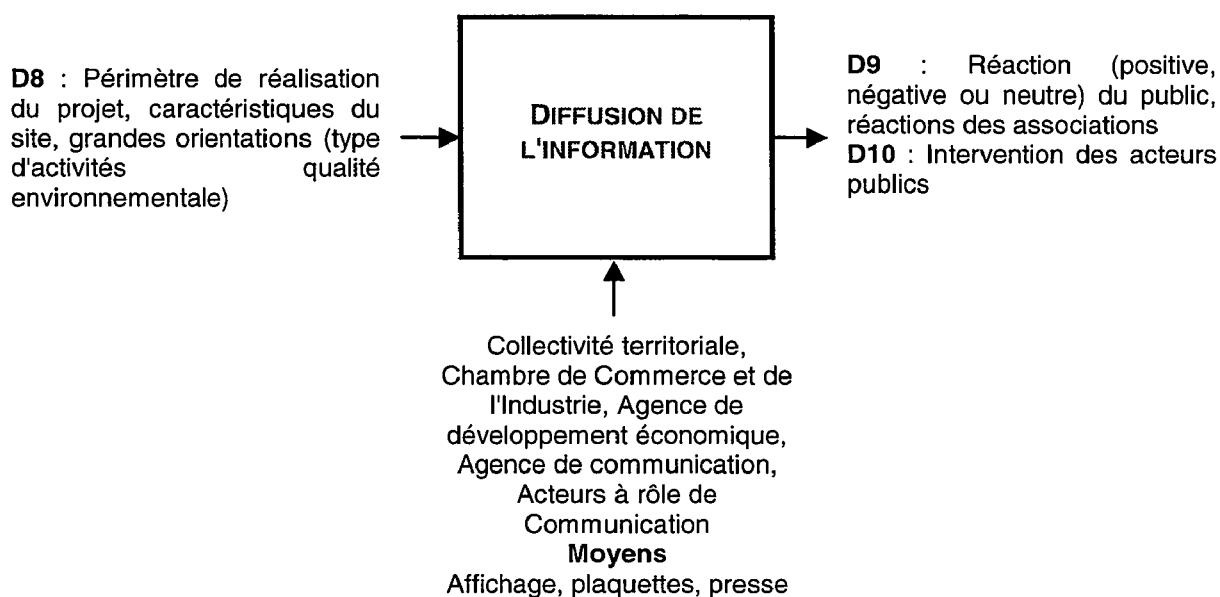 D8 : Périmètre de réalisation
du projet, caractéristiques du
site, grandes orientations (type
d'activités qualité
environnementale)
DIFFUSION DE
L'INFORMATION
D9 : Réaction (positive,
négative ou neutre) du public,
réactions des associations
D10 : Intervention des acteurs
publics
Collectivité territoriale,
Chambre de Commerce et de
l'Industrie, Agence de
développement économique,
Agence de communication,
Acteurs à rôle de
Communication
Moyens
Affichage, plaquettes, presse